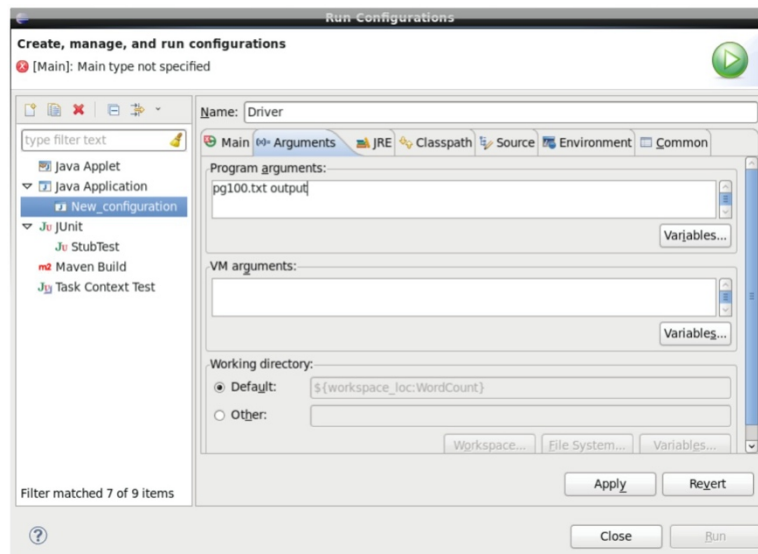 Run Configurations
Create, manage, and run configurations
[Main]: Main type not specified
Name: Driver
type filter text
Java Applet
Java Application
New_configuration
JUnit
Ju StubTest
m2 Maven Build
Task Context Test
Filter matched 7 of 9 items
Main (x)= Arguments JRE Classpath Source Environment Common
Program arguments:
pg100.txt output
Variables...
VM arguments:
Variables...
Working directory:
Default: ${workspace_loc:WordCount}
Other:
Workspace... File System... Variables...
Apply Revert
? Close Run